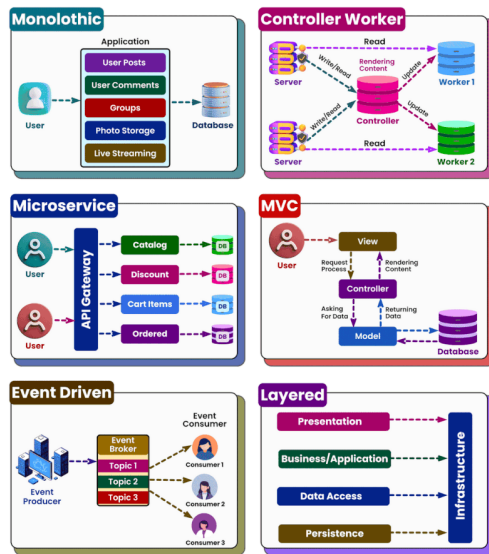 Monolothic
Application
User Posts
User Comments
Groups
Photo Storage
Live Streaming
User
Database
Controller Worker
Read
Write/Read
Rendering
Content
Update
Server
Worker 1
Controller
Write/Read
Update
Server
Read
Worker 2
Microservice
User
User
API Gateway
Catalog
DB
Discount
DB
Cart Items
DB
Ordered
DB
MVC
User
View
Request
Process
Rendering
Content
Controller
Asking
For Data
Returning
Data
Model
Database
Event Driven
Event
Consumer
Event
Broker
Topic 1
Topic 2
Topic 3
Event
Producer
Consumer 1
Consumer 2
Consumer 3
Layered
Presentation
Business/Application
Data Access
Persistence
Infrastructure